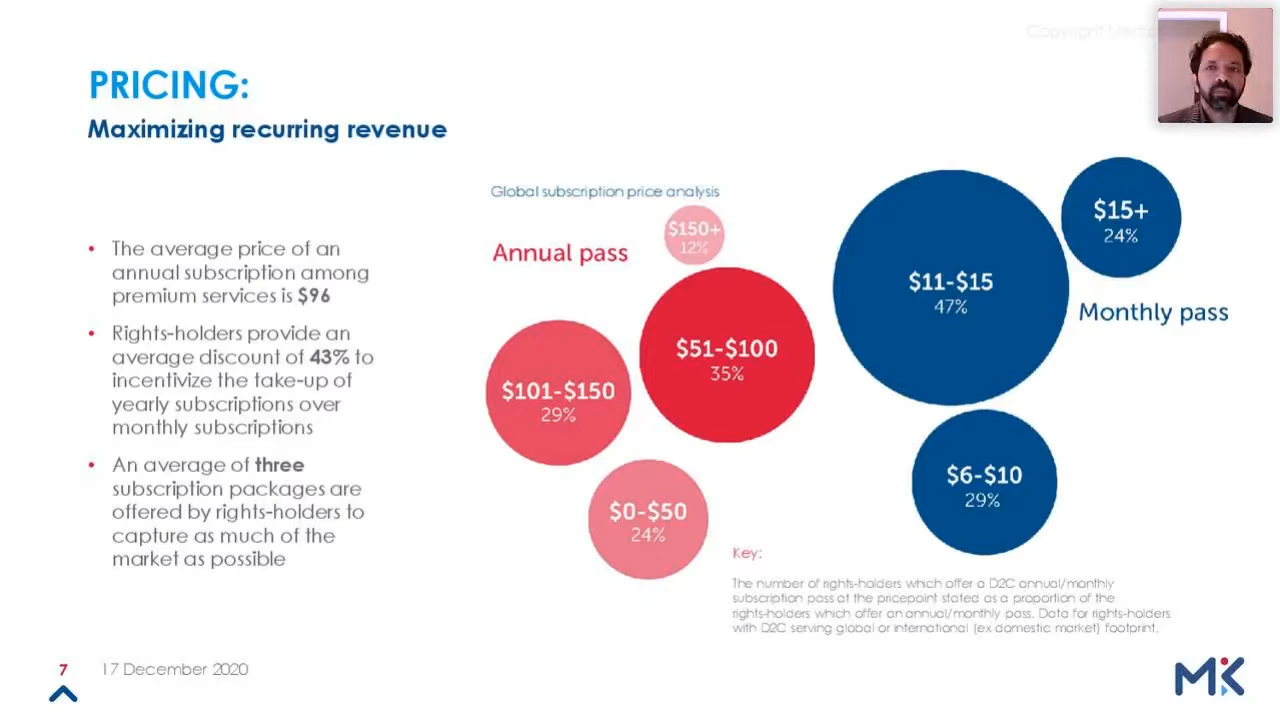 PRICING:
Maximizing recurring revenue
• The average price of an
annual subscription among
premium services is $96
• Rights-holders provide an
average discount of 43% to
incentivize the take-up of
yearly subscriptions over
monthly subscriptions
• An average of three
subscription packages are
offered by rights-holders to
capture as much of the
market as possible
Global subscription price analysis
Annual pass
$150+
12%
$51-$100
35%
$101-$150
29%
$0-$50
24%
$11-$15
47%
$15+
24%
Monthly pass
$6-$10
29%
Key:
The number of rights-holders which offer a D2C annual/monthly
subscription pass at the pricepoint stated as a proportion of the
rights-holders which offer an annual/monthly pass. Data for rights-holders
with D2C serving global or international (ex domestic market) footprint.
7
17 December 2020
MK
Copyright